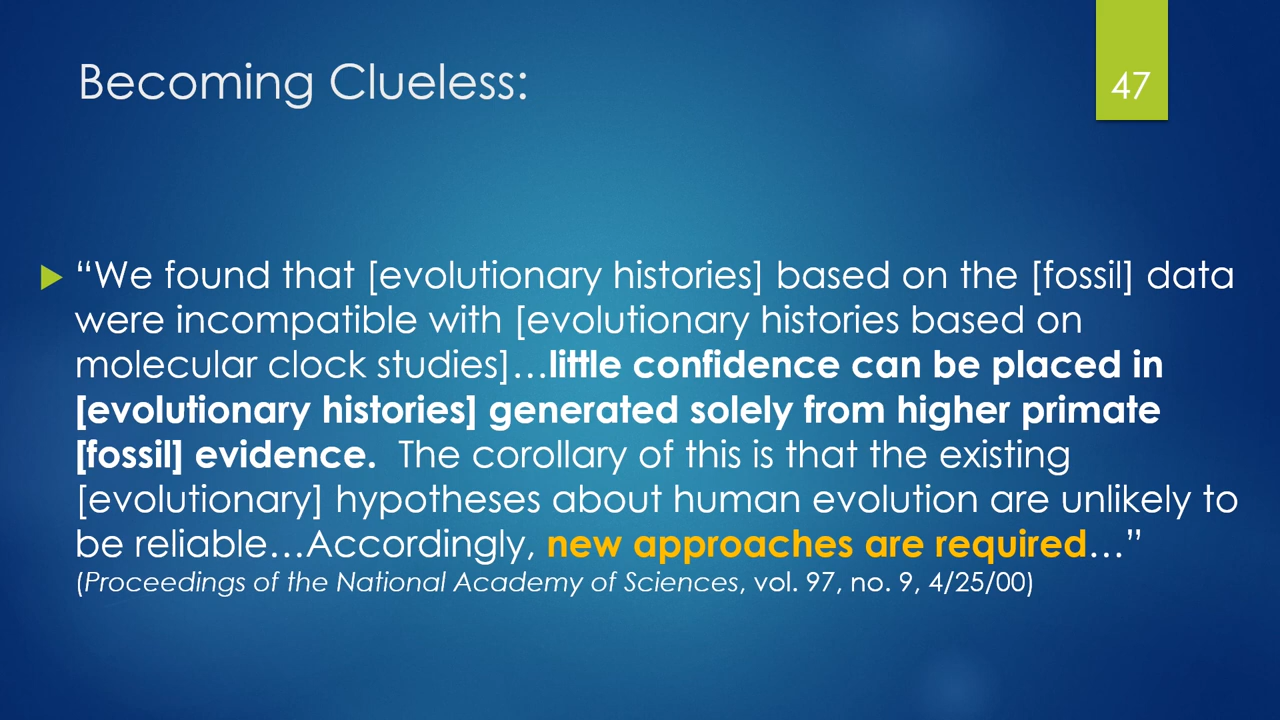 Becoming Clueless:
47
“We found that [evolutionary histories] based on the [fossil] data
were incompatible with [evolutionary histories based on
molecular clock studies]…little confidence can be placed in
[evolutionary histories] generated solely from higher primate
[fossil] evidence.  The corollary of this is that the existing
[evolutionary] hypotheses about human evolution are unlikely to
be reliable…Accordingly, new approaches are required…”
(Proceedings of the National Academy of Sciences, vol. 97, no. 9, 4/25/00)